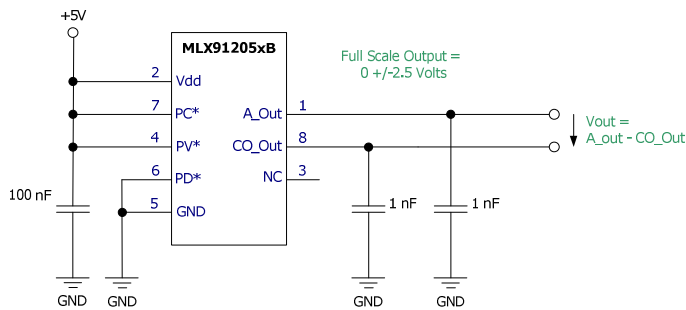 +5V
MLX91205xB
Full Scale Output =
0 +/-2.5 Volts
2 Vdd
7 PC*
4 PV*
6 PD*
5 GND
A_Out 1
CO_Out 8
NC 3
Vout =
A_out - CO_Out
100 nF
1 nF
1 nF
GND
GND
GND
GND